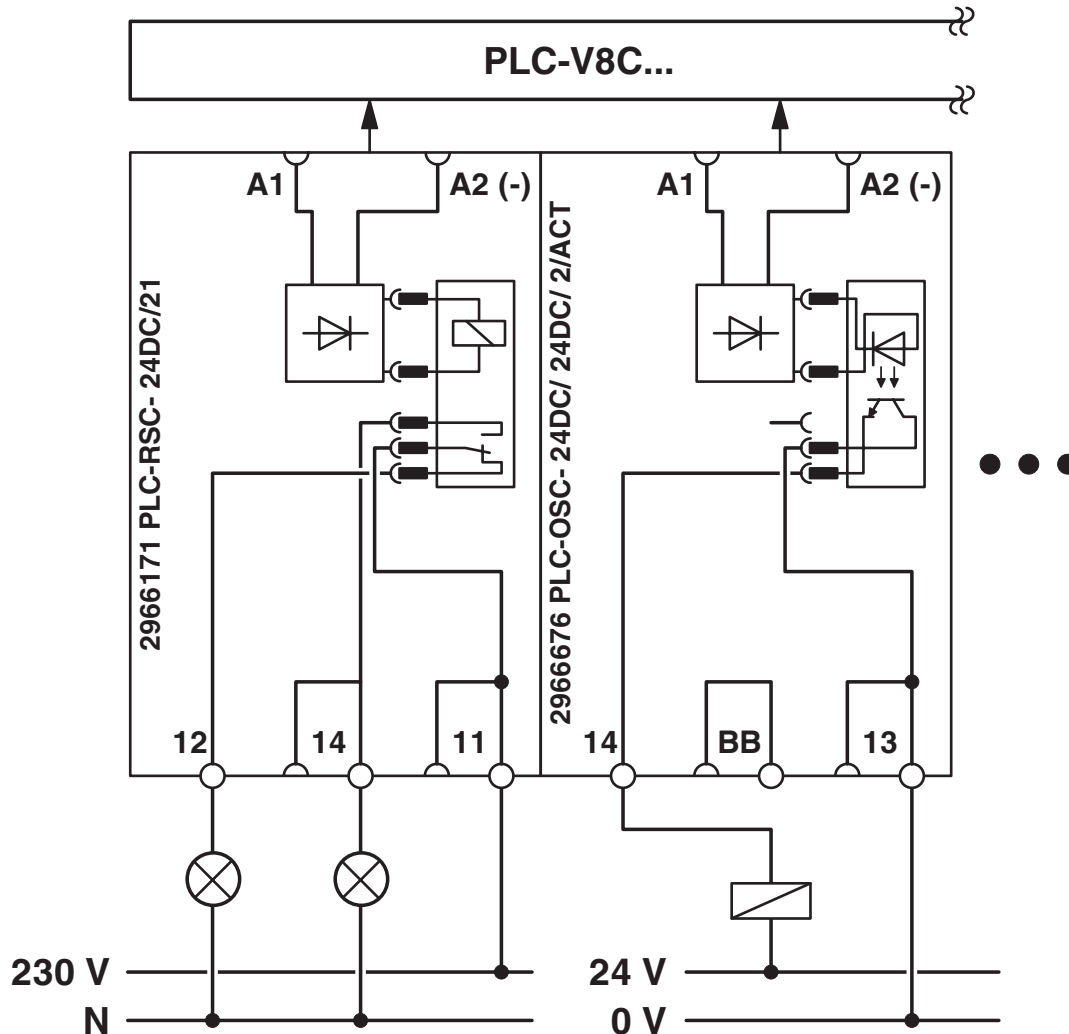 PLC-V8C...
A1
A2 (-)
A1
A2 (-)
2966171 PLC-RSC- 24DC/21
2966676 PLC-OSC- 24DC/ 24DC/ 2/ACT
12
14
11
14
BB
13
230 V
N
24 V
0 V